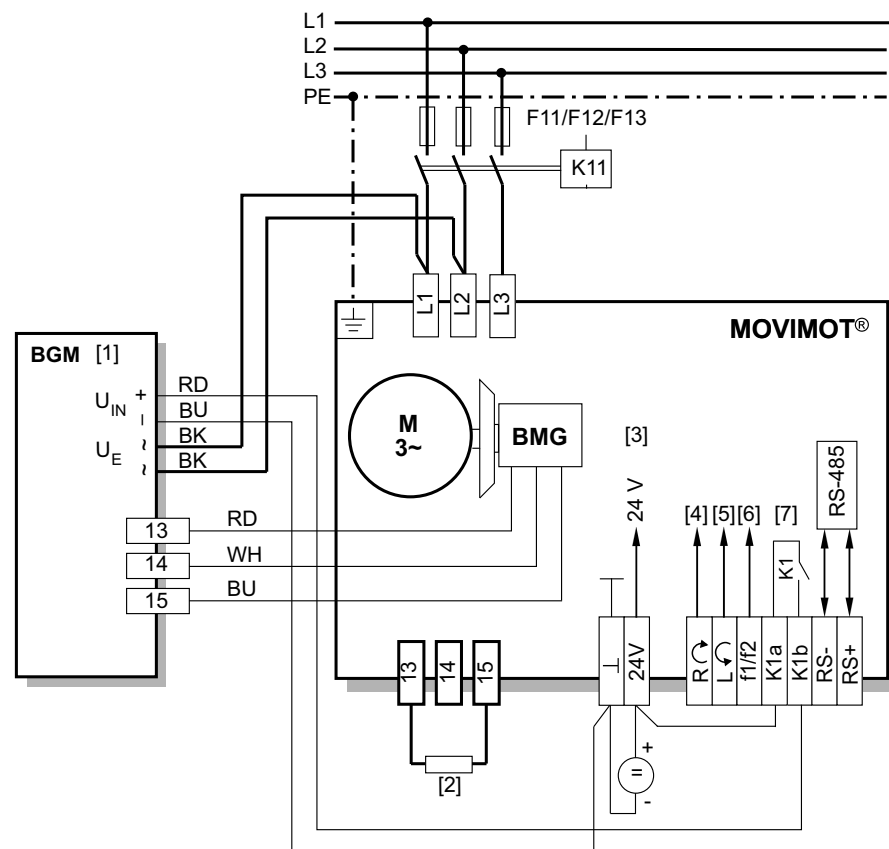 L1
L2
L3
PE
F11/F12/F13
K11
L1
L2
L3
MOVIMOT®
BGM [1]
UIN + RD
– BU
UE ~ BK
~ BK
M
3~
BMG
[3]
24 V
[4] [5] [6] [7]
RS-485
K1
13 RD
14 WH
15 BU
13
14
15
⊥
24V
R
L
f1/f2
K1a
K1b
RS-
RS+
[2]
+
=
-